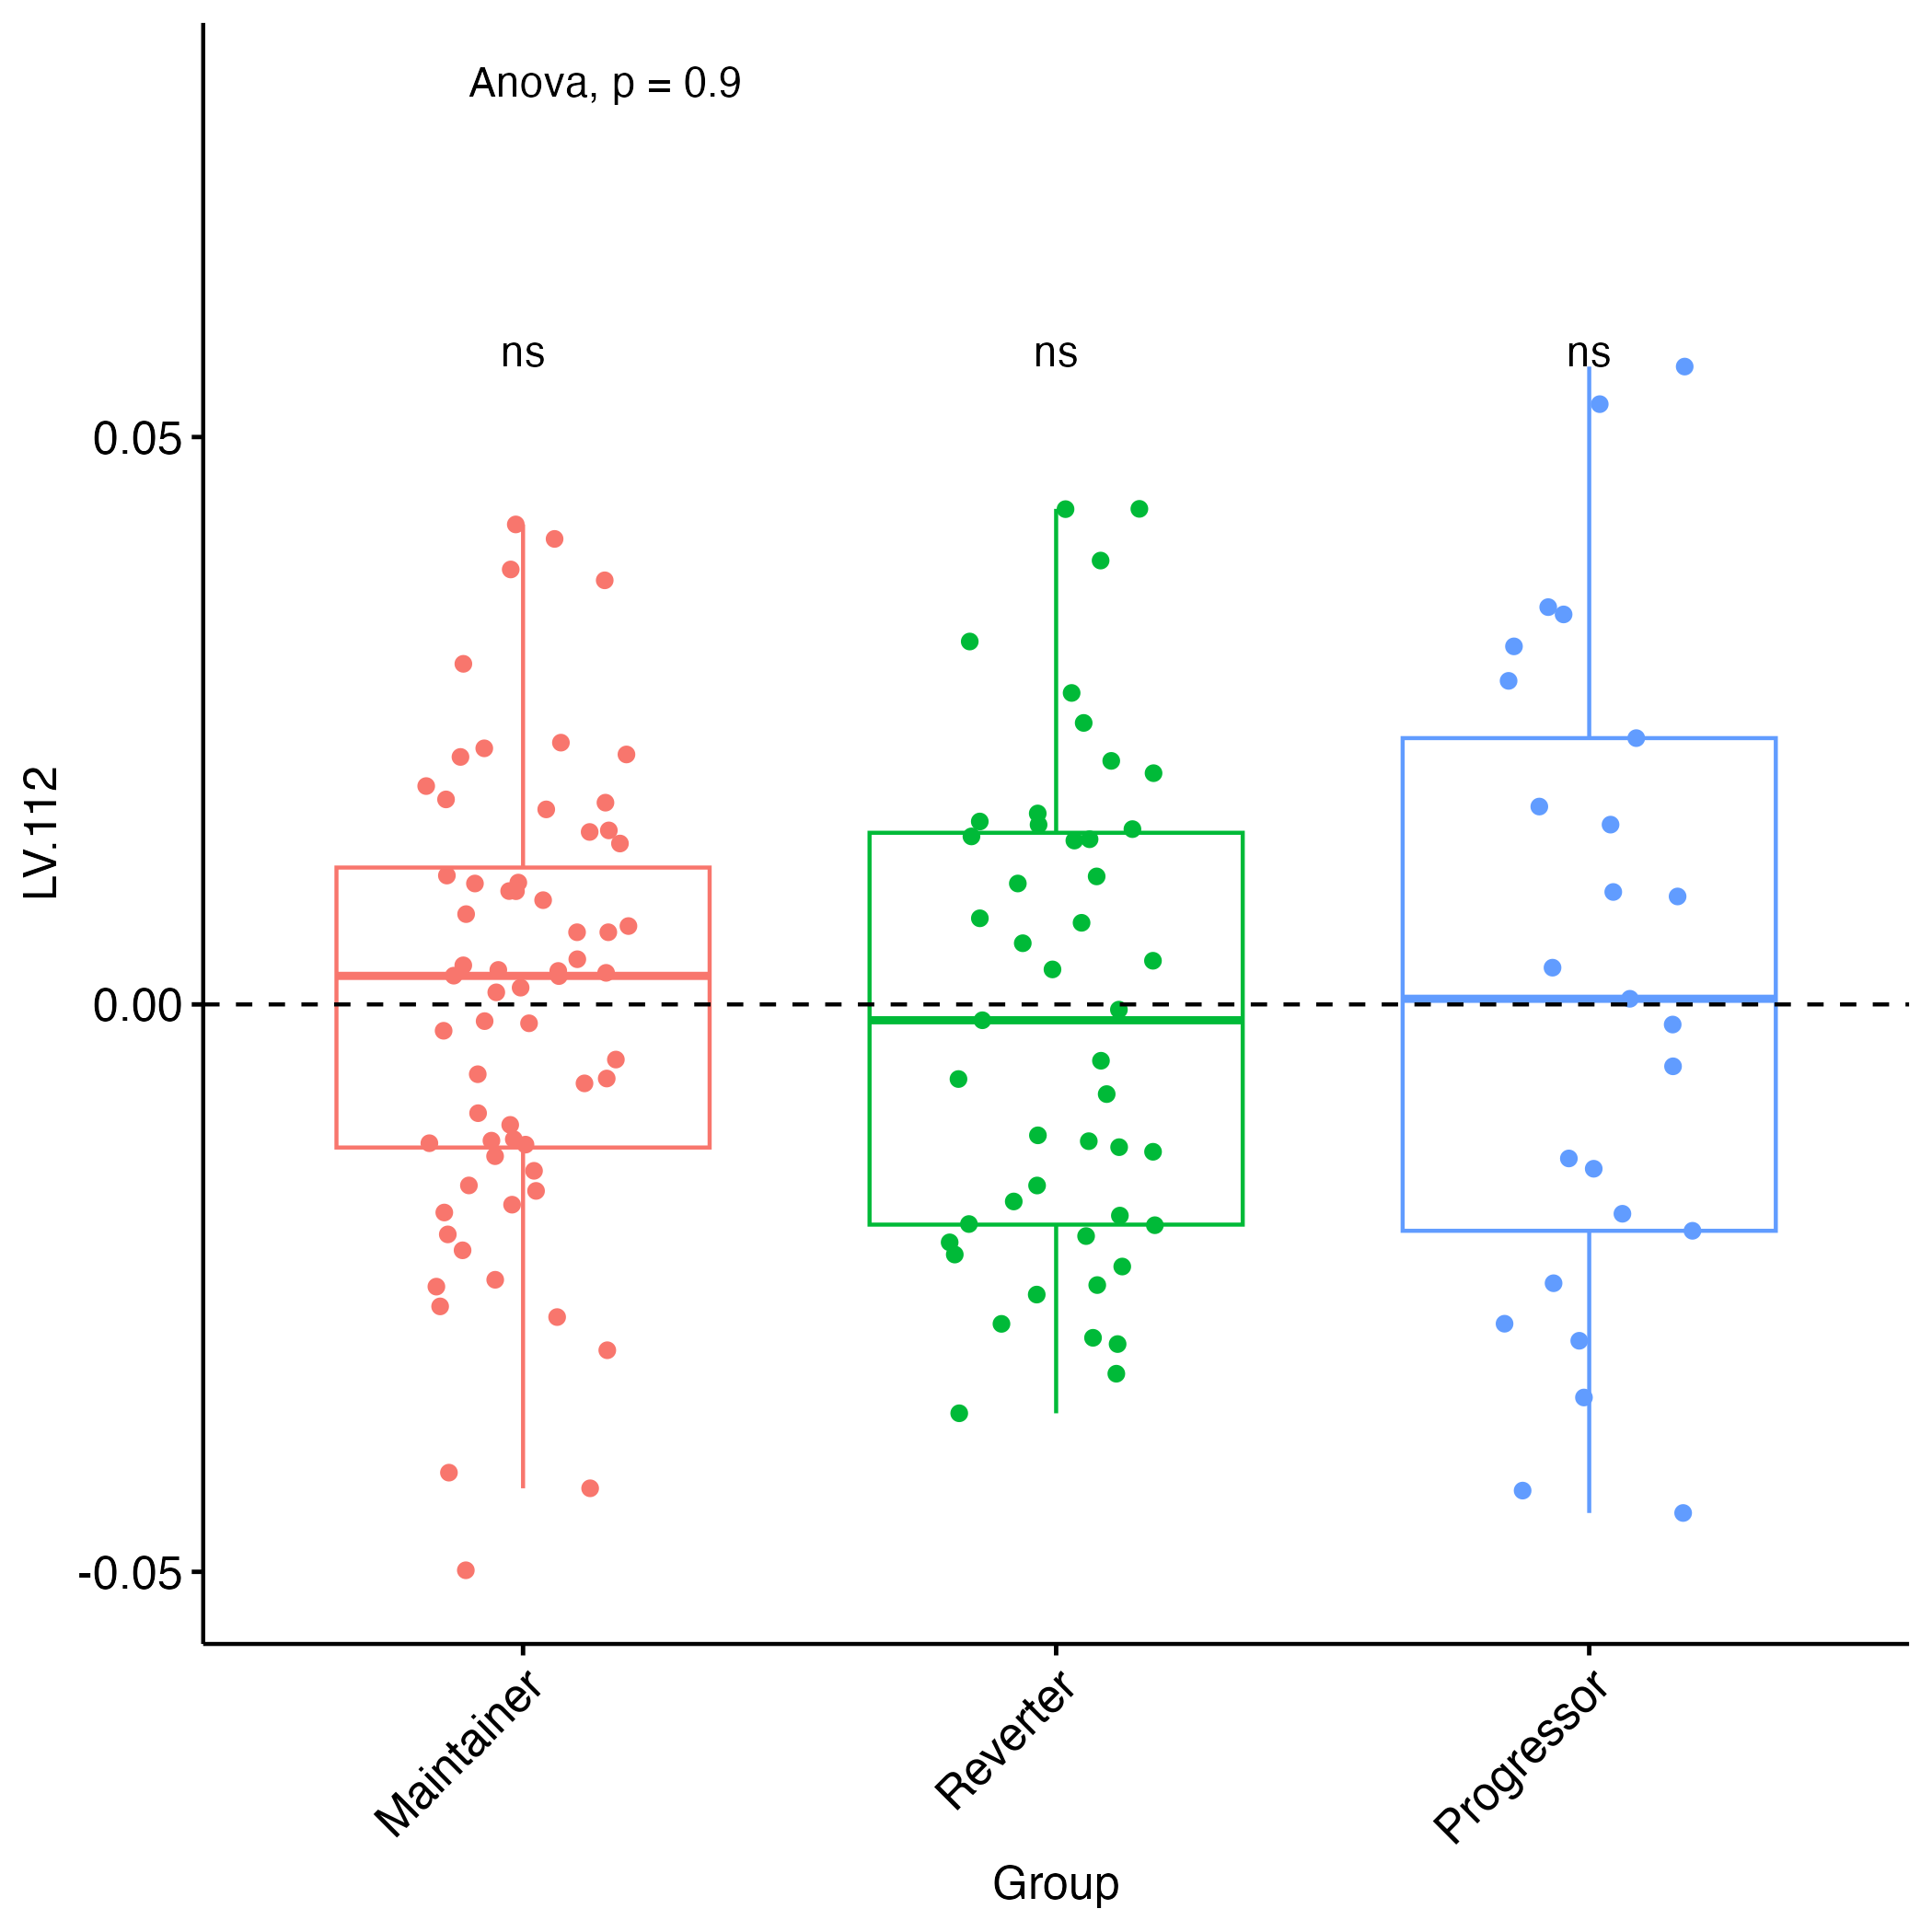 Anova, p = 0.9
ns
ns
ns
0.05
0.00
-0.05
LV.112
Maintainer
Reverter
Progressor
Group